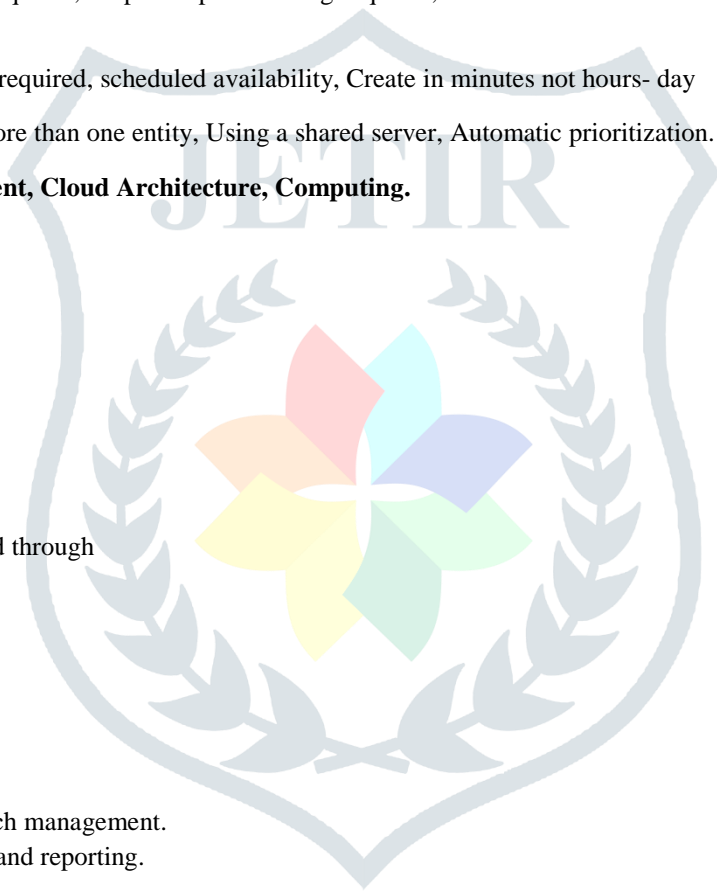 required, scheduled availability, Create in minutes not hours- day
ore than one entity, Using a shared server, Automatic prioritization.
ent, Cloud Architecture, Computing.
JETIR
d through
ch management.
and reporting.